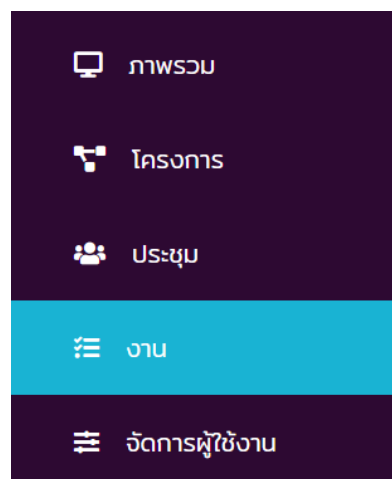 ภาพรวม
โครงการ
ประชุม
งาน
จัดการผู้ใช้งาน